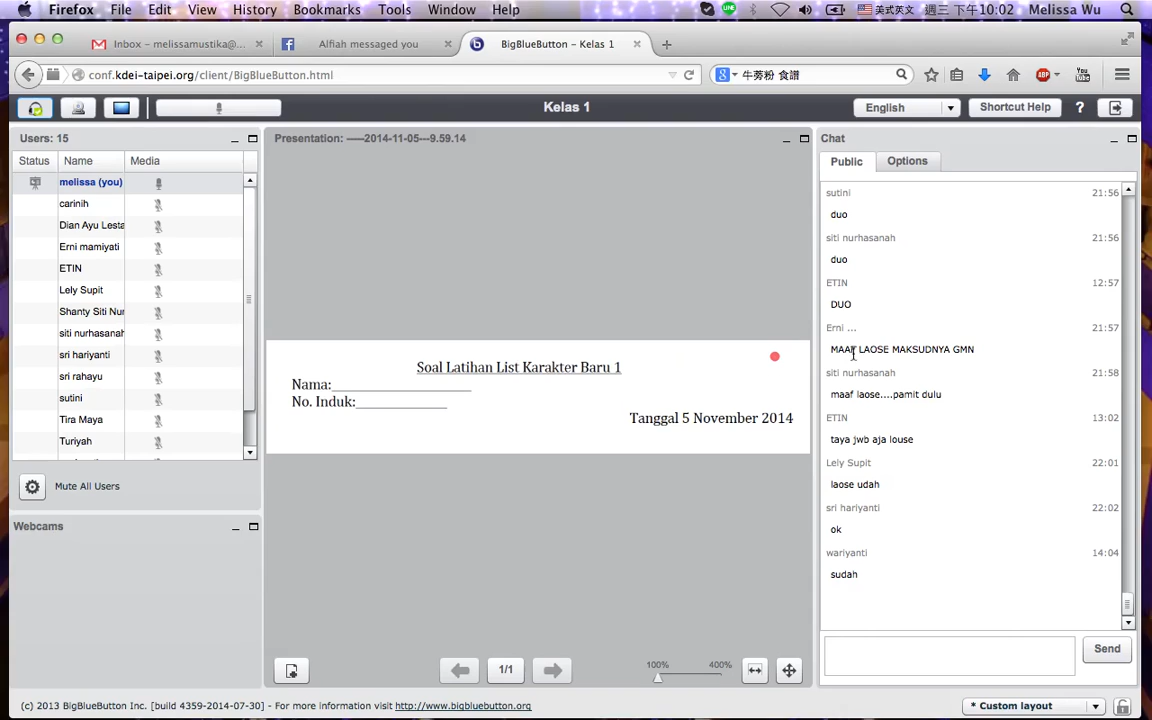 Firefox File Edit View History Bookmarks Tools Window Help 美式英文 週三 下午10:02 Melissa Wu
Inbox – melissamustika@... Alfiah messaged you BigBlueButton – Kelas 1
conf.kdei-taipei.org/client/BigBlueButton.html 牛蒡粉 食譜 ABP You Tube
Kelas 1 English Shortcut Help ?
Users: 15
Status Name Media
melissa (you)
carinih
Dian Ayu Lesta
Erni mamiyati
ETIN
Lely Supit
Shanty Siti Nur
siti nurhasanah
sri hariyanti
sri rahayu
sutini
Tira Maya
Turiyah
Mute All Users
Webcams
Presentation: -----2014-11-05---9.59.14
Soal Latihan List Karakter Baru 1
Nama:____________________
No. Induk:_____________
Tanggal 5 November 2014
1/1
100% 400%
Chat
Public Options
sutini 21:56
duo
siti nurhasanah 21:56
duo
ETIN 12:57
DUO
Erni ... 21:57
MAAF LAOSE MAKSUDNYA GMN
siti nurhasanah 21:58
maaf laose....pamit dulu
ETIN 13:02
taya jwb aja louse
Lely Supit 22:01
laose udah
sri hariyanti 22:02
ok
wariyanti 14:04
sudah
Send
(c) 2013 BigBlueButton Inc. [build 4359-2014-07-30] - For more information visit http://www.bigbluebutton.org
* Custom layout